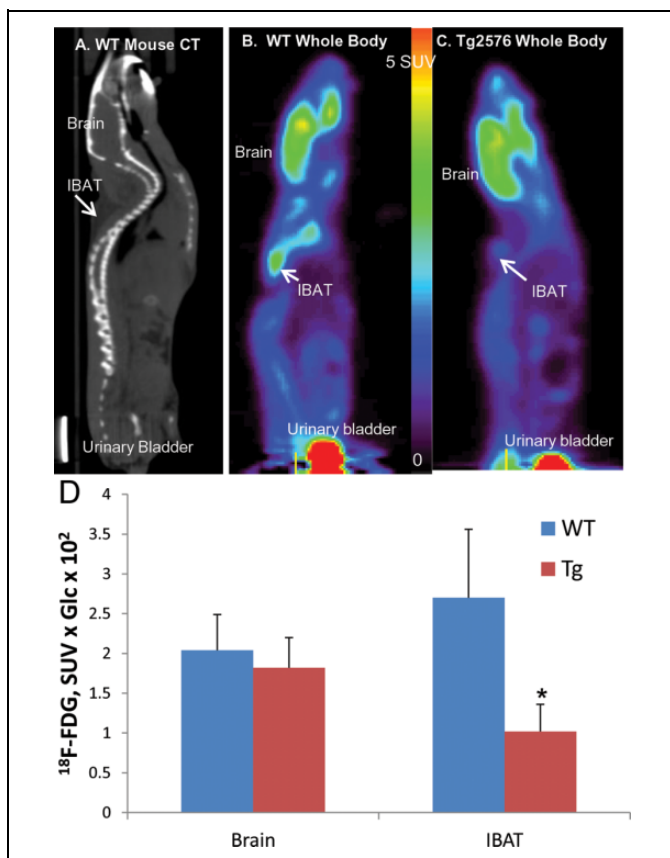 A. WT Mouse CT
Brain
IBAT
Urinary Bladder
B. WT Whole Body
Brain
IBAT
Urinary bladder
5 SUV
0
C. Tg2576 Whole Body
Brain
IBAT
Urinary bladder
D
4
3.5
3
2.5
2
1.5
1
0.5
0
¹⁸F-FDG, SUV x Glc x 10²
WT
Tg
*
Brain
IBAT